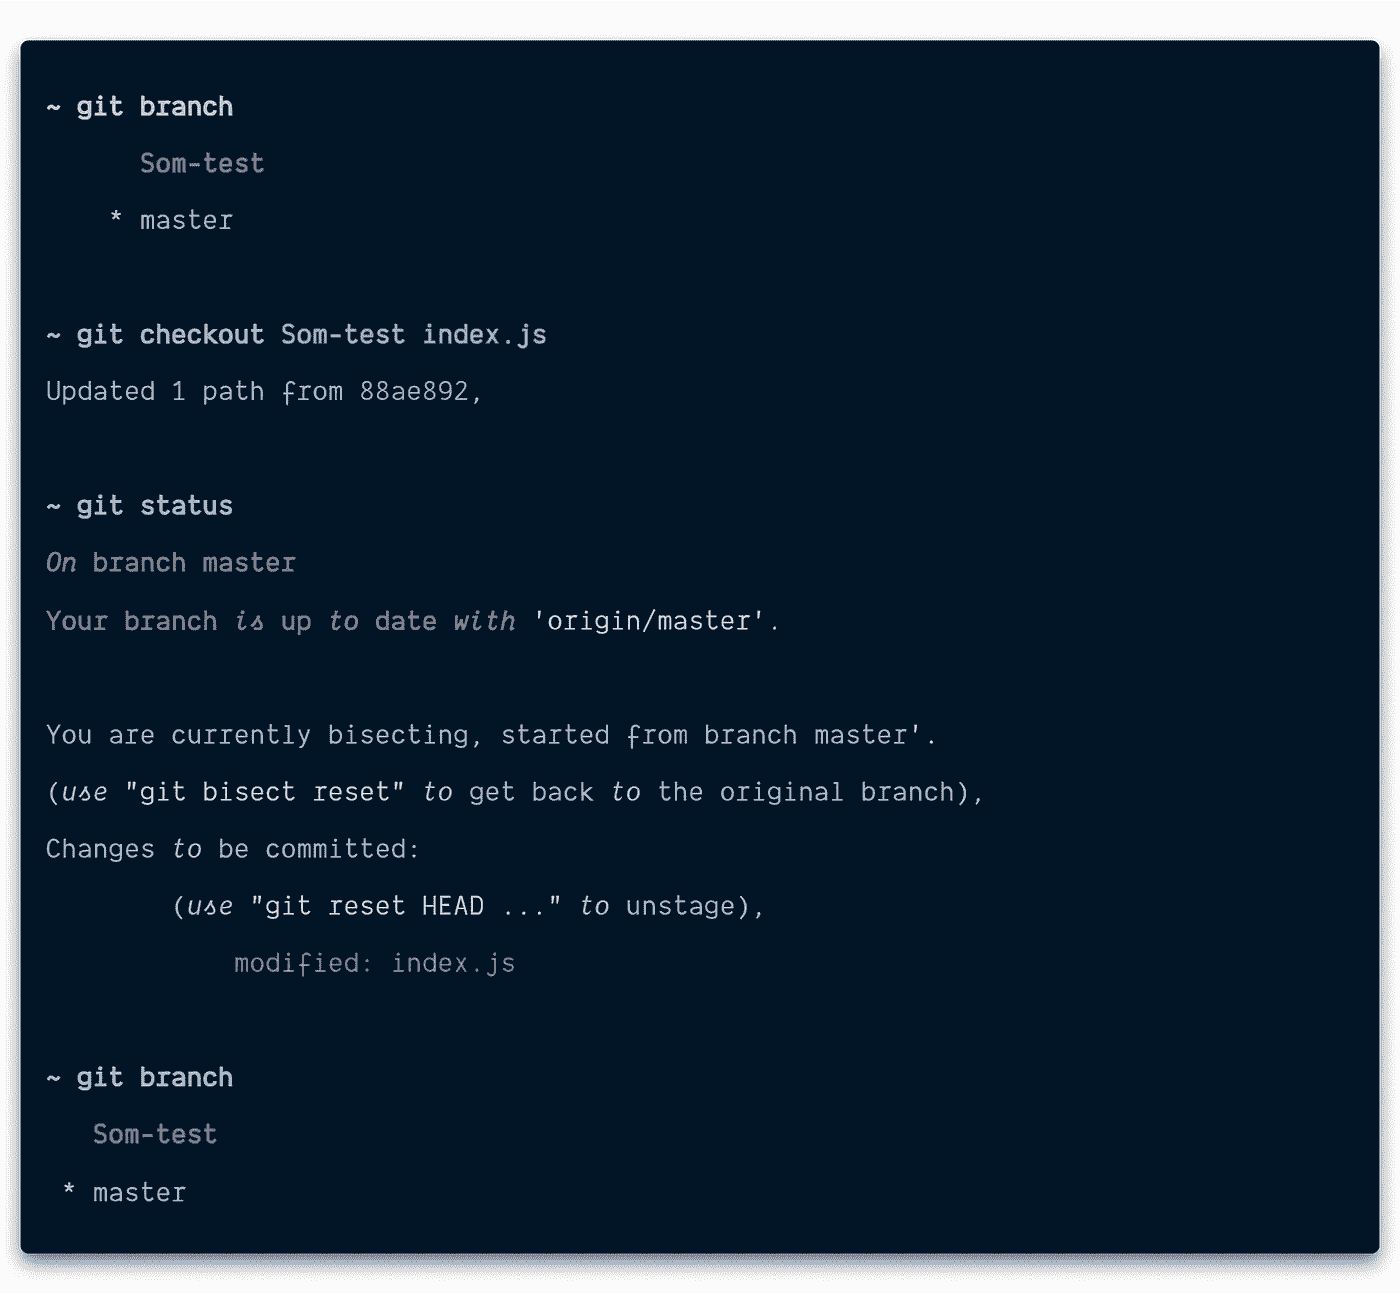 ~ git branch
Som-test
* master
~ git checkout Som-test index.js
Updated 1 path from 88ae892,
~ git status
On branch master
Your branch is up to date with 'origin/master'.
You are currently bisecting, started from branch master'.
(use "git bisect reset" to get back to the original branch),
Changes to be committed:
(use "git reset HEAD ..." to unstage),
modified: index.js
~ git branch
Som-test
* master